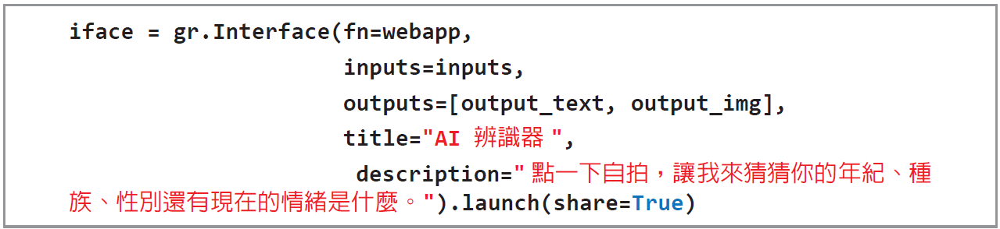 iface = gr.Interface(fn=webapp,
inputs=inputs,
outputs=[output_text, output_img],
title="AI 辨識器 ",
description=" 點一下自拍，讓我來猜猜你的年紀、種
族、性別還有現在的情緒是什麼。").launch(share=True)